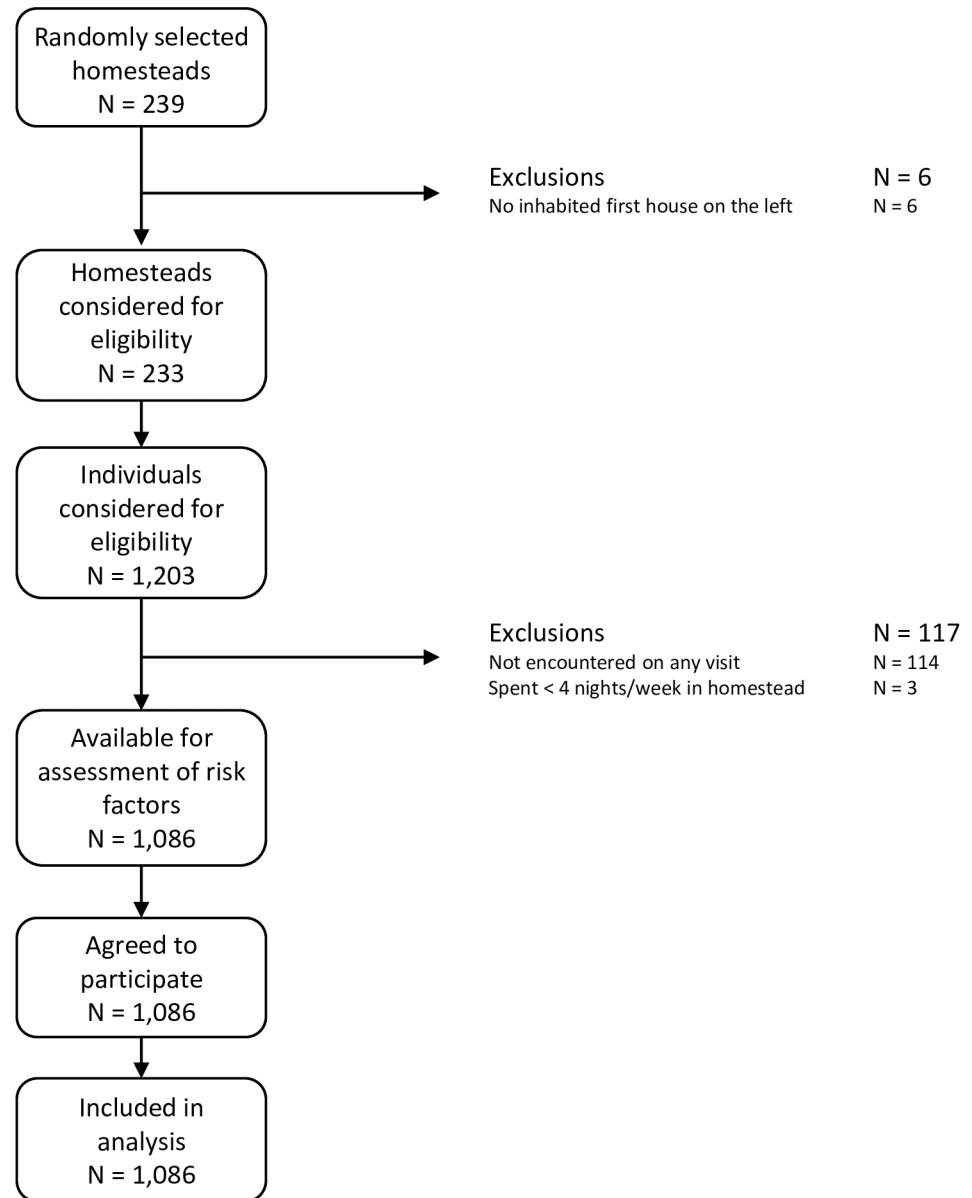 Randomly selected
homesteads
N = 239
Exclusions N = 6
No inhabited first house on the left N = 6
Homesteads
considered for
eligibility
N = 233
Individuals
considered for
eligibility
N = 1,203
Exclusions N = 117
Not encountered on any visit N = 114
Spent < 4 nights/week in homestead N = 3
Available for
assessment of risk
factors
N = 1,086
Agreed to
participate
N = 1,086
Included in
analysis
N = 1,086